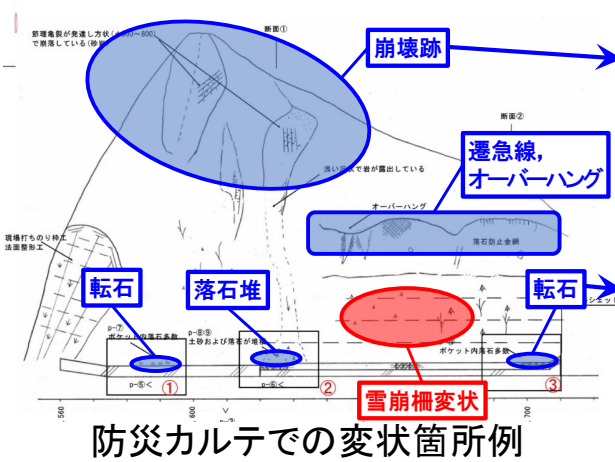 断面①
節理亀裂が発達し方状
~800)
で崩落している(砂岩
崩壊跡
断面②
遷急線,
オーバーハング
浅い
で岩が露出している
オーバーハング
落石防止金網
現場打ちのり枠工
法面整形工
転石
落石堆
転石
p-⑦
ポケット内落石多数
p-⑧⑨
土砂および落石が堆積
ポケット内落石多数
p-⑤<
①
p-⑥<
②
③
雪崩柵変状
.560
.600
.700
防災カルテでの変状箇所例